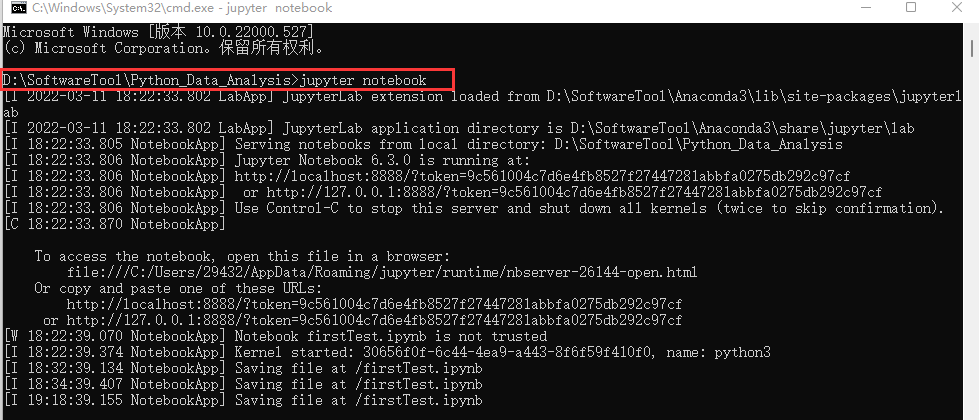 C:\Windows\System32\cmd.exe - jupyter  notebook
Microsoft Windows [版本 10.0.22000.527]
(c) Microsoft Corporation。保留所有权利。
D:\SoftwareTool\Python_Data_Analysis>jupyter notebook
[I 2022-03-11 18:22:33.802 LabApp] JupyterLab extension loaded from D:\SoftwareTool\Anaconda3\lib\site-packages\jupyterl
ab
[I 2022-03-11 18:22:33.802 LabApp] JupyterLab application directory is D:\SoftwareTool\Anaconda3\share\jupyter\lab
[I 18:22:33.805 NotebookApp] Serving notebooks from local directory: D:\SoftwareTool\Python_Data_Analysis
[I 18:22:33.806 NotebookApp] Jupyter Notebook 6.3.0 is running at:
[I 18:22:33.806 NotebookApp] http://localhost:8888/?token=9c561004c7d6e4fb8527f27447281abbfa0275db292c97cf
[I 18:22:33.806 NotebookApp]  or http://127.0.0.1:8888/?token=9c561004c7d6e4fb8527f27447281abbfa0275db292c97cf
[I 18:22:33.806 NotebookApp] Use Control-C to stop this server and shut down all kernels (twice to skip confirmation).
[C 18:22:33.870 NotebookApp]
To access the notebook, open this file in a browser:
file:///C:/Users/29432/AppData/Roaming/jupyter/runtime/nbserver-26144-open.html
Or copy and paste one of these URLs:
http://localhost:8888/?token=9c561004c7d6e4fb8527f27447281abbfa0275db292c97cf
or http://127.0.0.1:8888/?token=9c561004c7d6e4fb8527f27447281abbfa0275db292c97cf
[W 18:22:39.070 NotebookApp] Notebook firstTest.ipynb is not trusted
[I 18:22:39.374 NotebookApp] Kernel started: 30656f0f-6c44-4ea9-a443-8f6f59f410f0, name: python3
[I 18:32:39.134 NotebookApp] Saving file at /firstTest.ipynb
[I 18:34:39.407 NotebookApp] Saving file at /firstTest.ipynb
[I 19:18:39.155 NotebookApp] Saving file at /firstTest.ipynb